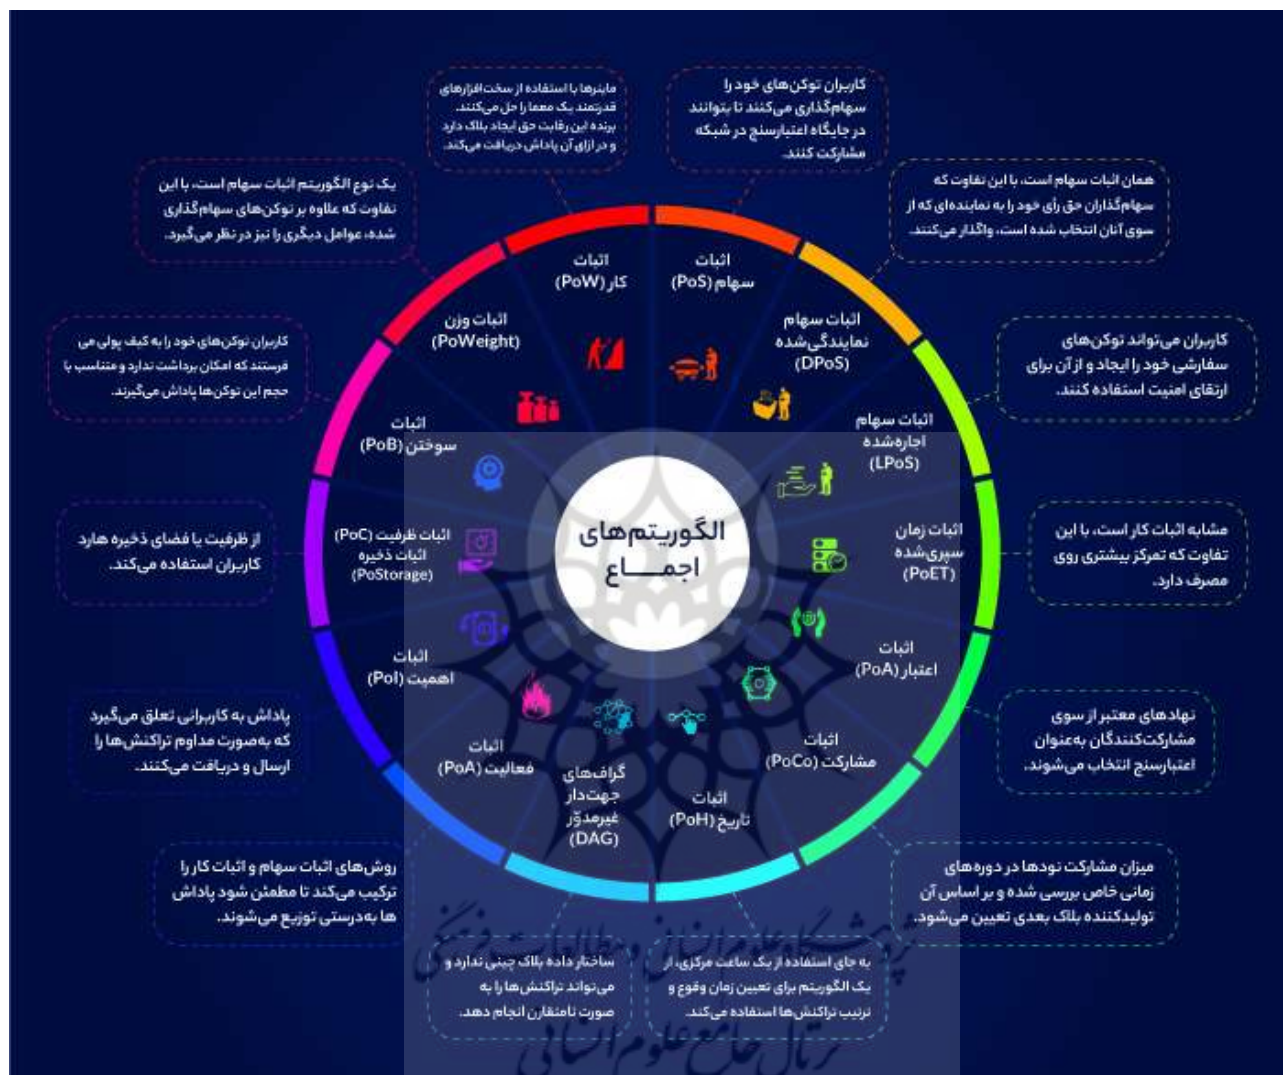 الگوریتم‌های
اجمــــاع
اثبات
سهام (PoS)
کاربران توکن‌های خود را
سهام‌گذاری می‌کنند تا بتوانند
در جایگاه اعتبارسنج در شبکه
مشارکت کنند.
اثبات سهام
نمایندگی‌شده
(DPoS)
همان اثبات سهام است، با این تفاوت که
سهام‌گذاران حق رأی خود را به نماینده‌ای که از
سوی آنان انتخاب شده است، واگذار می‌کنند.
اثبات سهام
اجاره‌شده
(LPoS)
کاربران می‌تواند توکن‌های
سفارشی خود را ایجاد و از آن برای
ارتقای امنیت استفاده کنند.
اثبات زمان
سپری‌شده
(PoET)
مشابه اثبات کار است، با این
تفاوت که تمرکز بیشتری روی
مصرف دارد.
اثبات
اعتبار (PoA)
نهادهای معتبر از سوی
مشارکت‌کنندگان به‌عنوان
اعتبارسنج انتخاب می‌شوند.
اثبات
مشارکت (PoCo)
میزان مشارکت نودها در دوره‌های
زمانی خاص بررسی شده و بر اساس آن
تولیدکننده بلاک بعدی تعیین می‌شود.
اثبات
تاریخ (PoH)
به جای استفاده از یک ساعت مرکزی، از
یک الگوریتم برای تعیین زمان وقوع و
ترتیب تراکنش‌ها استفاده می‌کند.
گراف‌های
جهت‌دار
غیرمدوّر
(DAG)
ساختار داده بلاک چینی ندارد و
می‌تواند تراکنش‌ها را به
صورت نامتقارن انجام دهد.
اثبات
فعالیت (PoA)
روش‌های اثبات سهام و اثبات کار را
ترکیب می‌کند تا مطمئن شود پاداش
ها به‌درستی توزیع می‌شوند.
اثبات
اهمیت (PoI)
پاداش به کاربرانی تعلق می‌گیرد
که به‌صورت مداوم تراکنش‌ها را
ارسال و دریافت می‌کنند.
اثبات ظرفیت (PoC)
اثبات ذخیره
(PoStorage)
از ظرفیت یا فضای ذخیره هارد
کاربران استفاده می‌کند.
اثبات
سوختن (PoB)
کاربران توکن‌های خود را به کیف پولی می
فرستند که امکان برداشت ندارد و متناسب با
حجم این توکن‌ها پاداش می‌گیرند.
اثبات وزن
(PoWeight)
یک نوع الگوریتم اثبات سهام است، با این
تفاوت که علاوه بر توکن‌های سهام‌گذاری
شده، عوامل دیگری را نیز در نظر می‌گیرد.
اثبات
کار (PoW)
ماینرها با استفاده از سخت‌افزارهای
قدرتمند یک معما را حل می‌کنند.
برنده این رقابت حق ایجاد بلاک دارد
و در ازای آن پاداش دریافت می‌کند.
پژوهشگاه علوم انسانی و مطالعات فرهنگی
پرتال جامع علوم انسانی